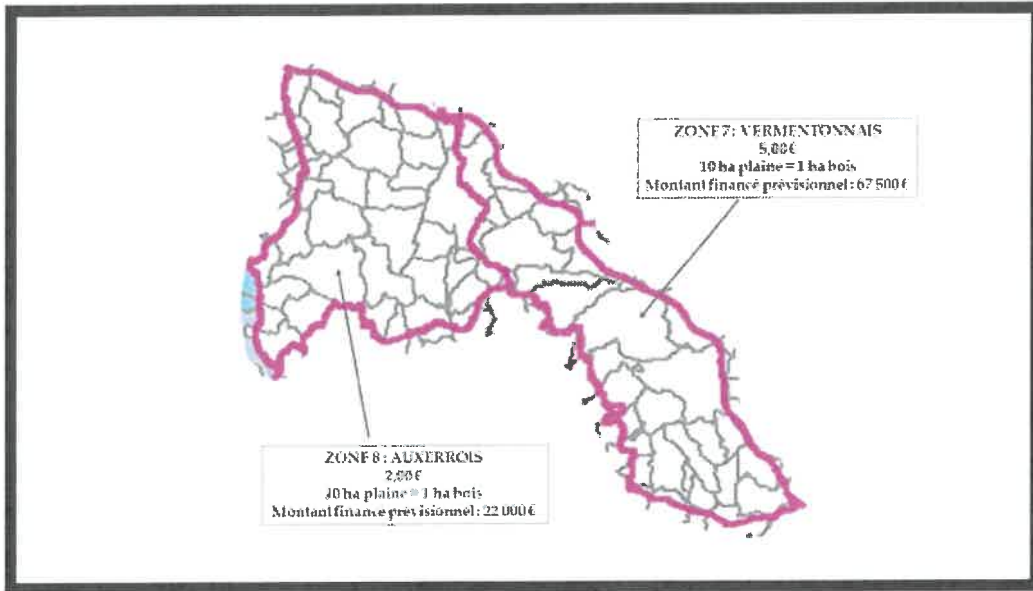 ZONE 7 : VERMENTONNAIS
5,00 €
10 ha plaine = 1 ha bois
Montant financé prévisionnel : 67 500 €
ZONE 8 : AUXERROIS
2,00 €
10 ha plaine = 1 ha bois
Montant financé prévisionnel : 22 000 €